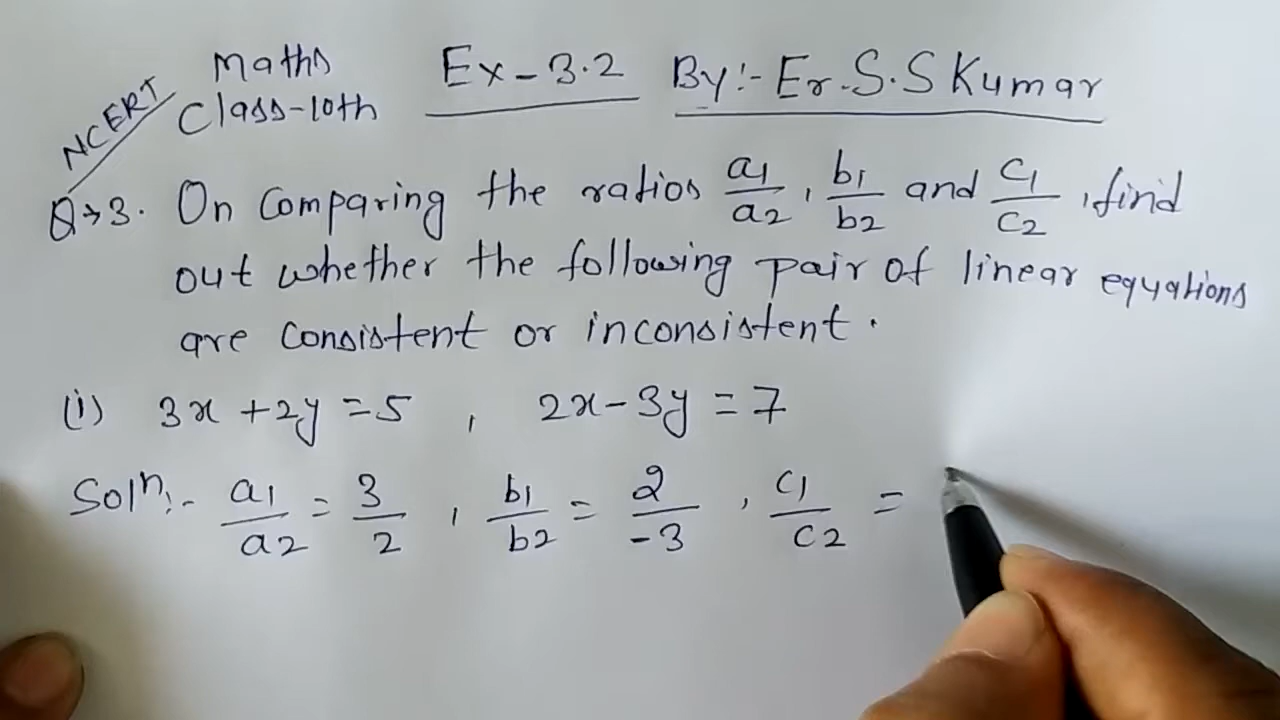 NCERT
Maths
Class-10th
Ex-3.2
By:- Er.S.S Kumar
Q→3. On Comparing the ratios a1/a2, b1/b2 and c1/c2, find
out whether the following pair of linear equations
are consistent or inconsistent.
(i) 3x+2y=5, 2x-3y=7
Solⁿ:- a1/a2 = 3/2, b1/b2 = 2/-3, c1/c2 =